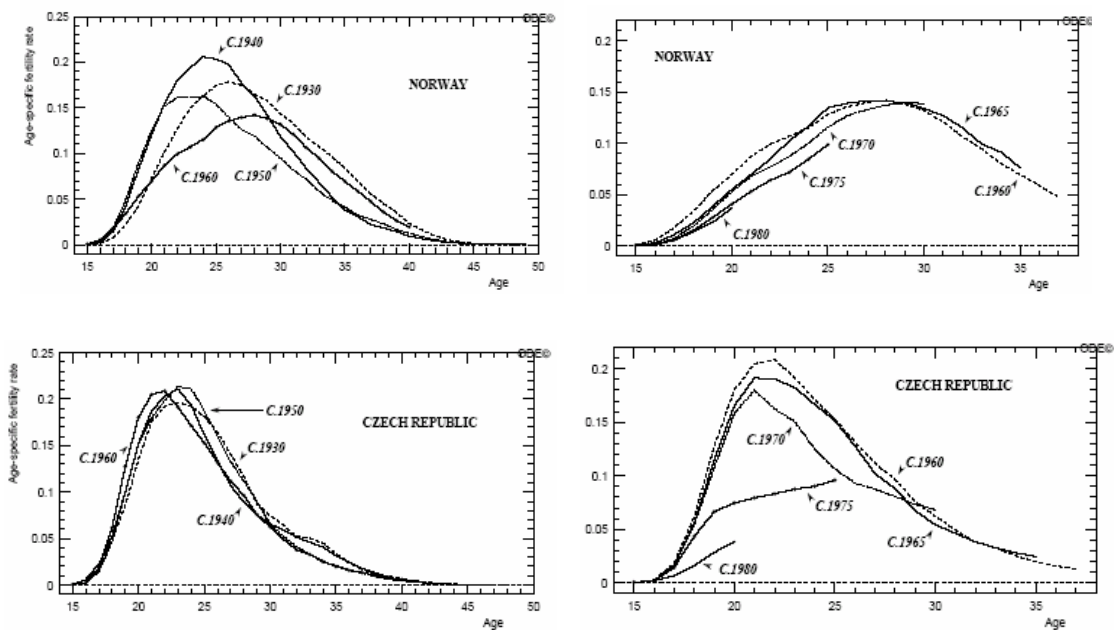 ODE©
0.25
0.2
0.15
0.1
0.05
0
Age-specific fertility rate
C.1940
NORWAY
C.1930
C.1960
C.1950
15 20 25 30 35 40 45 50
Age
ODE©
0.2
0.15
0.1
0.05
0
NORWAY
C.1965
C.1970
C.1975
C.1960
C.1980
15 20 25 30 35
Age
ODE©
0.25
0.2
0.15
0.1
0.05
0
Age-specific fertility rate
C.1950
CZECH REPUBLIC
C.1930
C.1960
C.1940
15 20 25 30 35 40 45 50
Age
ODE©
0.2
0.15
0.1
0.05
0
CZECH REPUBLIC
C.1970
C.1960
C.1975
C.1965
C.1980
15 20 25 30 35
Age